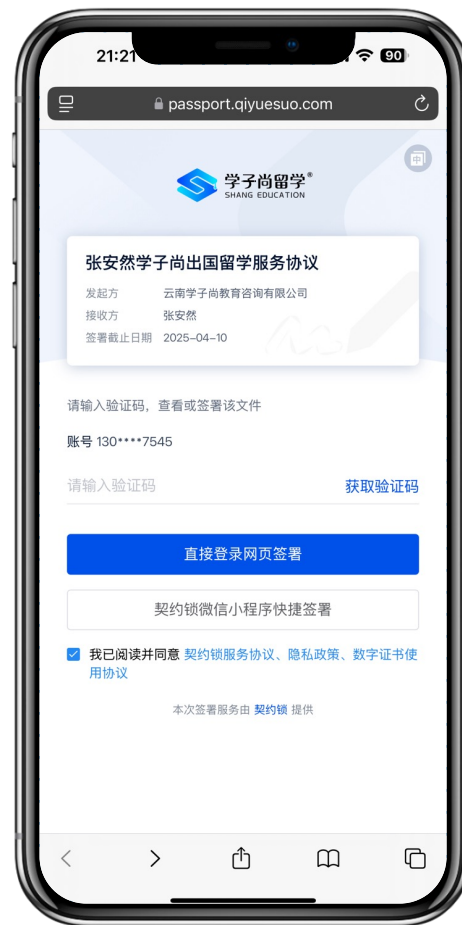 21:21
90
passport.qiyuesuo.com
中
学子尚留学®
SHANG EDUCATION
张安然学子尚出国留学服务协议
发起方 云南学子尚教育咨询有限公司
接收方 张安然
签署截止日期 2025-04-10
请输入验证码，查看或签署该文件
账号 130****7545
请输入验证码 获取验证码
直接登录网页签署
契约锁微信小程序快捷签署
我已阅读并同意 契约锁服务协议、隐私政策、数字证书使
用协议
本次签署服务由 契约锁 提供